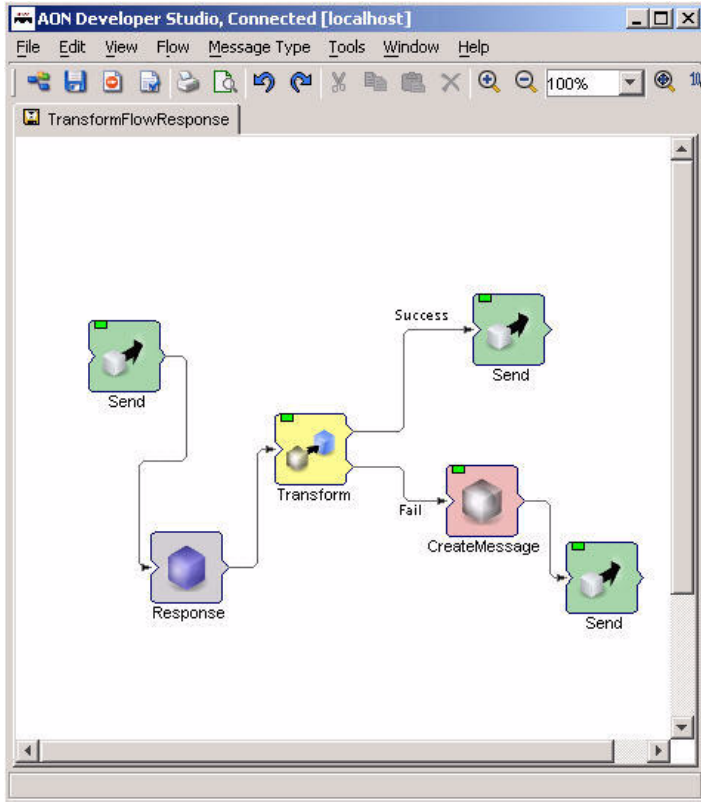 AON Developer Studio, Connected [localhost]
File Edit View Flow Message Type Tools Window Help
100%
TransformFlowResponse
Success
Send
Send
Transform
Fail
CreateMessage
Response
Send